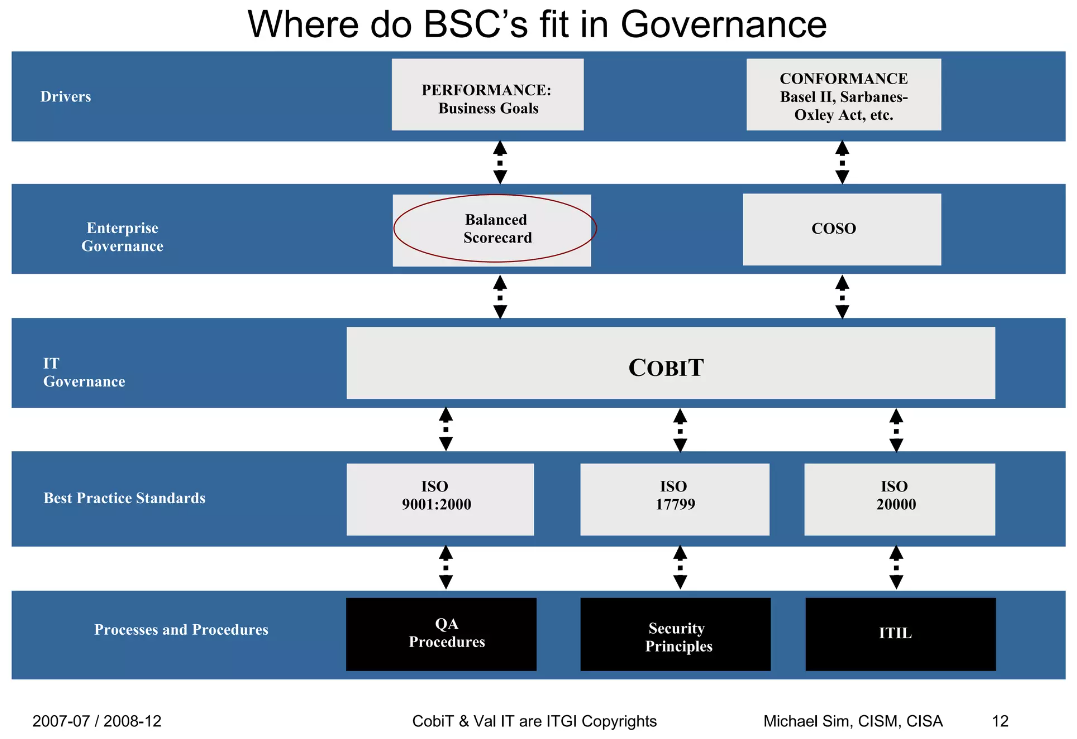 Where do BSC’s fit in Governance
Drivers
PERFORMANCE:
Business Goals
CONFORMANCE
Basel II, Sarbanes-
Oxley Act, etc.
Enterprise
Governance
Balanced
Scorecard
COSO
IT
Governance
COBIT
Best Practice Standards
ISO
9001:2000
ISO
17799
ISO
20000
Processes and Procedures
QA
Procedures
Security
Principles
ITIL
2007-07 / 2008-12
CobiT & Val IT are ITGI Copyrights
Michael Sim, CISM, CISA
12